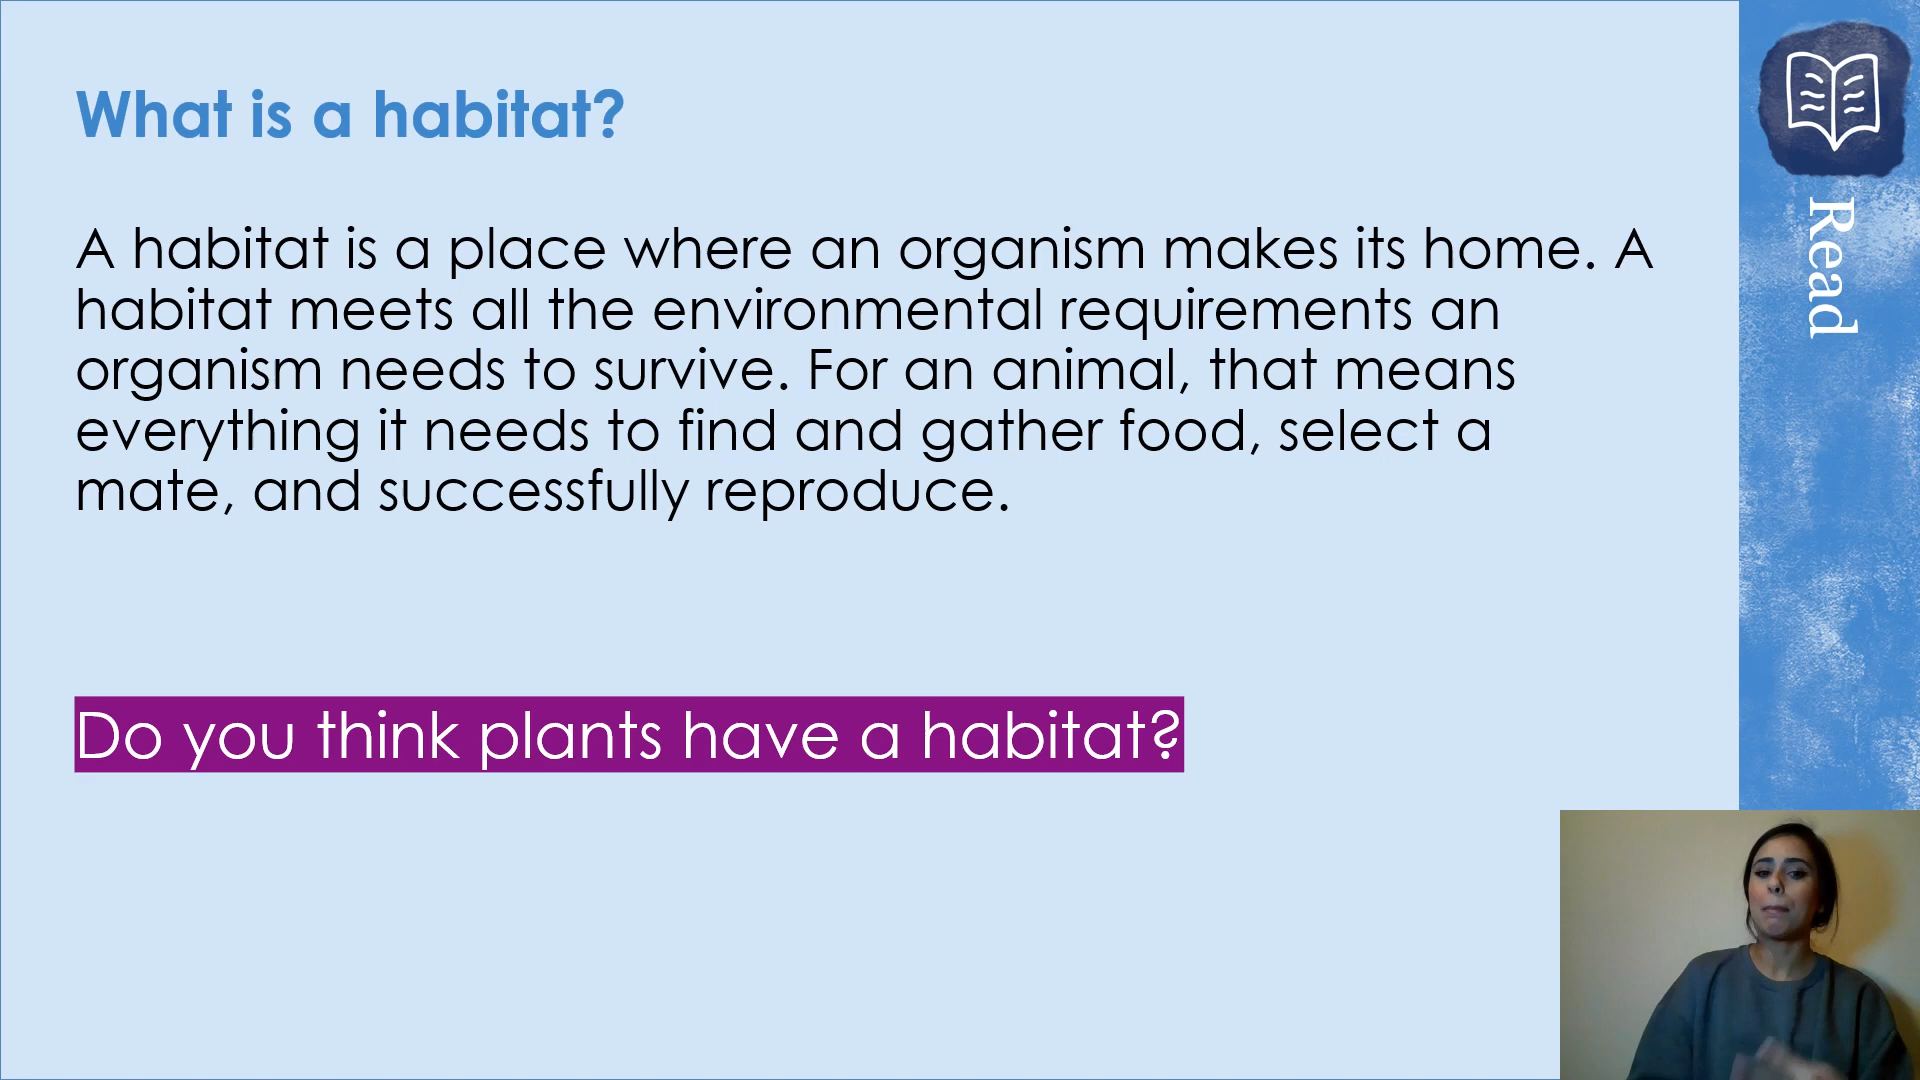 What is a habitat?
A habitat is a place where an organism makes its home. A
habitat meets all the environmental requirements an
organism needs to survive. For an animal, that means
everything it needs to find and gather food, select a
mate, and successfully reproduce.
Do you think plants have a habitat?
Read